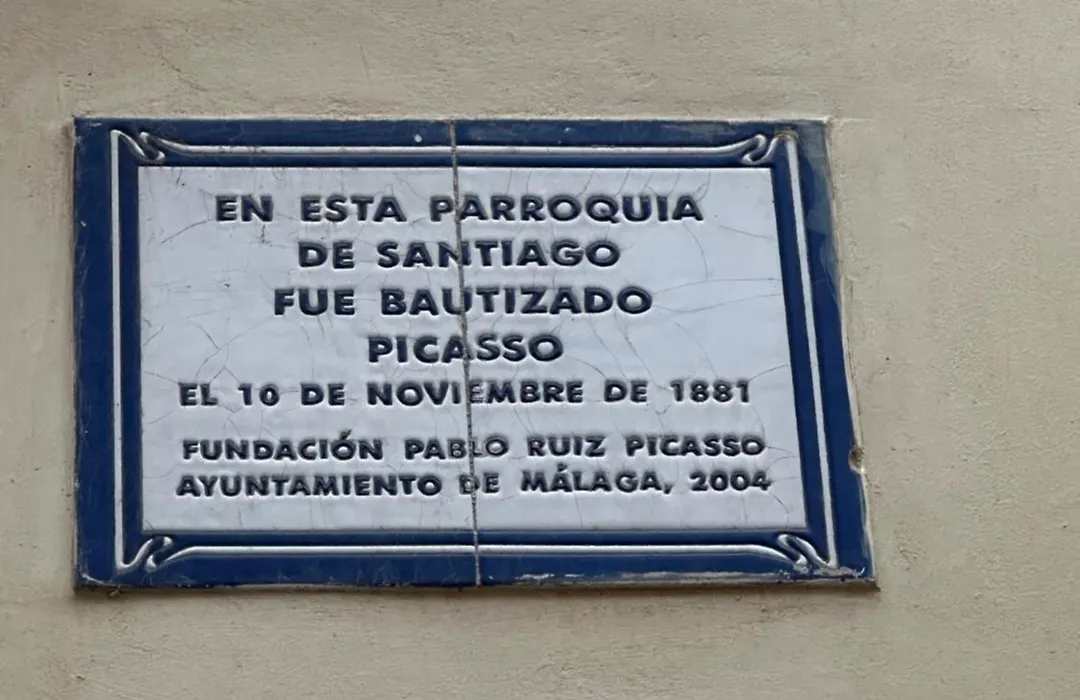 EN ESTA PARROQUIA
DE SANTIAGO
FUE BAUTIZADO
PICASSO
EL 10 DE NOVIEMBRE DE 1881
FUNDACIÓN PABLO RUIZ PICASSO
AYUNTAMIENTO DE MÁLAGA, 2004